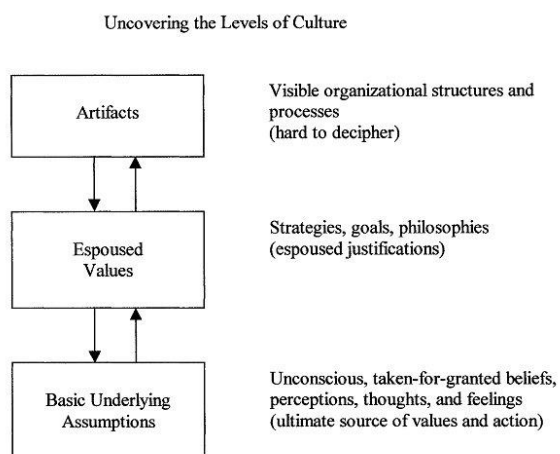 Uncovering the Levels of Culture
Artifacts
Visible organizational structures and
processes
(hard to decipher)
Espoused
Values
Strategies, goals, philosophies
(espoused justifications)
Basic Underlying
Assumptions
Unconscious, taken-for-granted beliefs,
perceptions, thoughts, and feelings
(ultimate source of values and action)